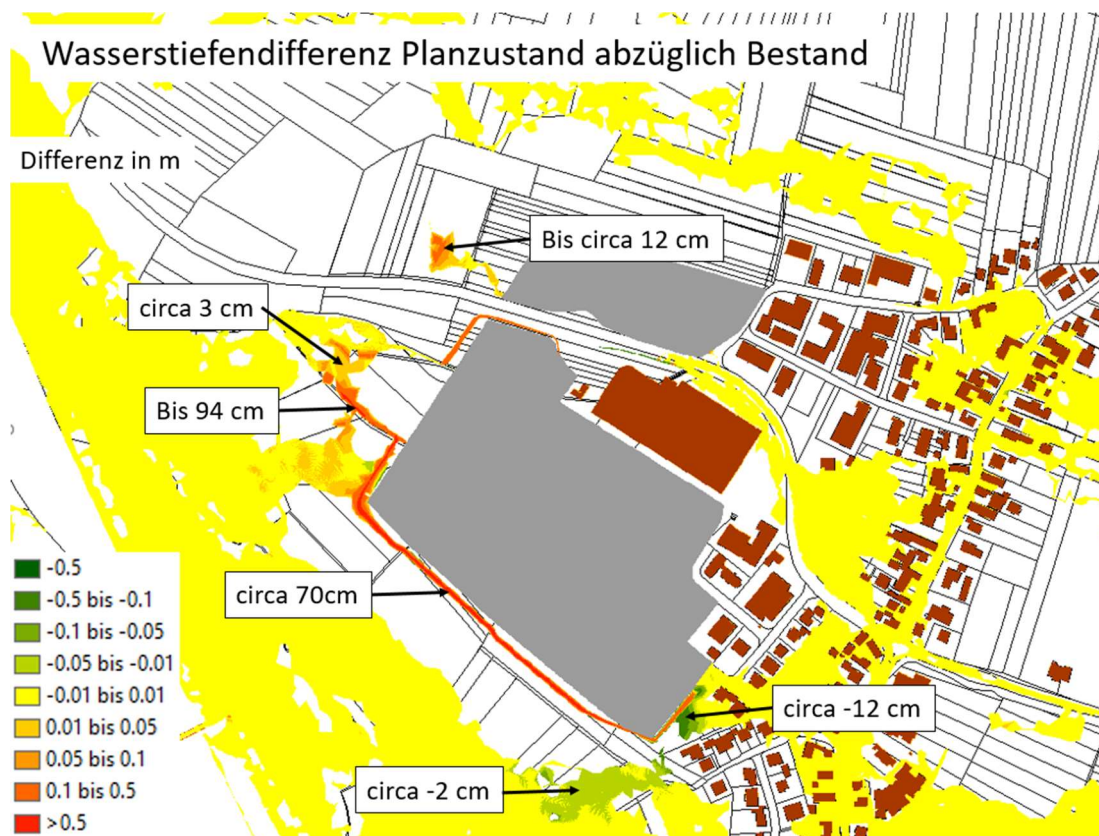 Wasserstiefendifferenz Planzustand abzüglich Bestand
Differenz in m
Bis circa 12 cm
circa 3 cm
Bis 94 cm
circa 70cm
circa -12 cm
circa -2 cm
-0.5
-0.5 bis -0.1
-0.1 bis -0.05
-0.05 bis -0.01
-0.01 bis 0.01
0.01 bis 0.05
0.05 bis 0.1
0.1 bis 0.5
>0.5